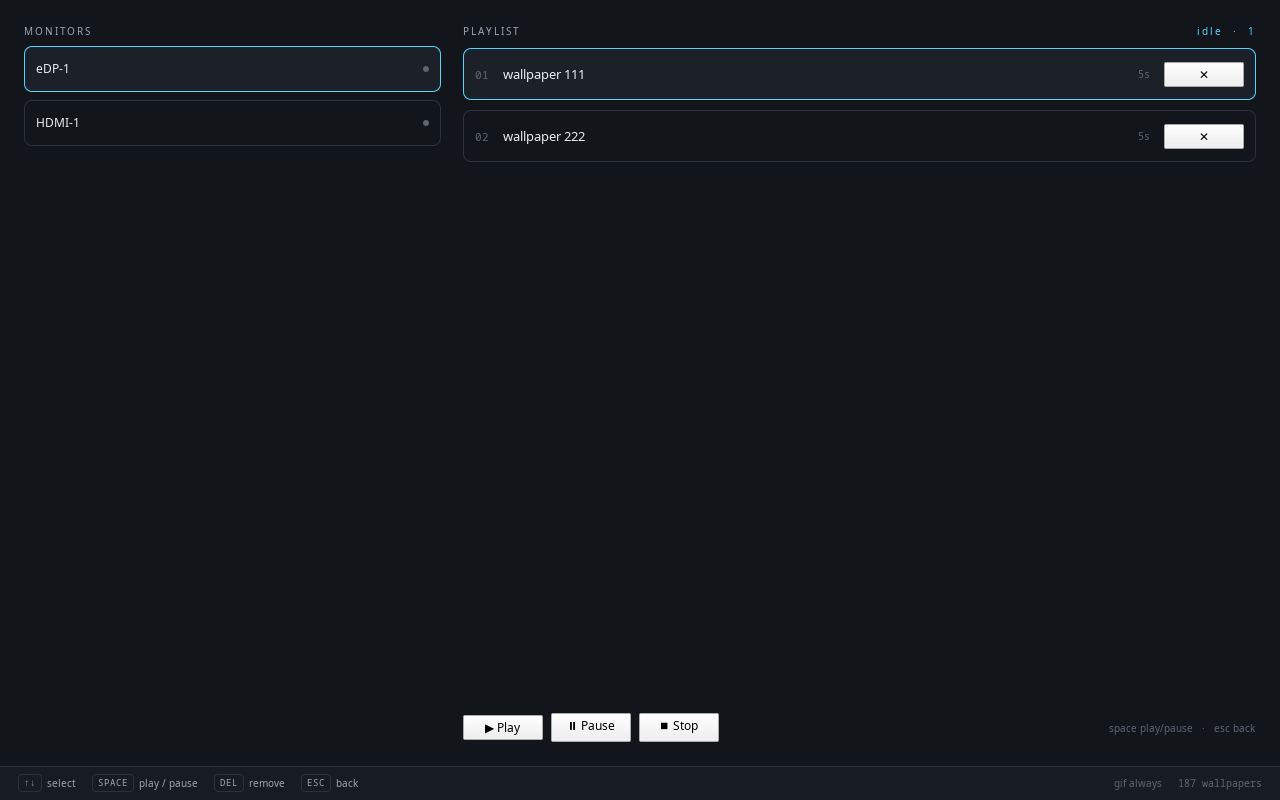 MONITORS
eDP-1
HDMI-1
PLAYLIST
idle · 1
01 wallpaper 111 5s ✕
02 wallpaper 222 5s ✕
▶ Play ⏸ Pause ⏹ Stop
space play/pause · esc back
↑↓ select SPACE play / pause DEL remove ESC back
gif always 187 wallpapers